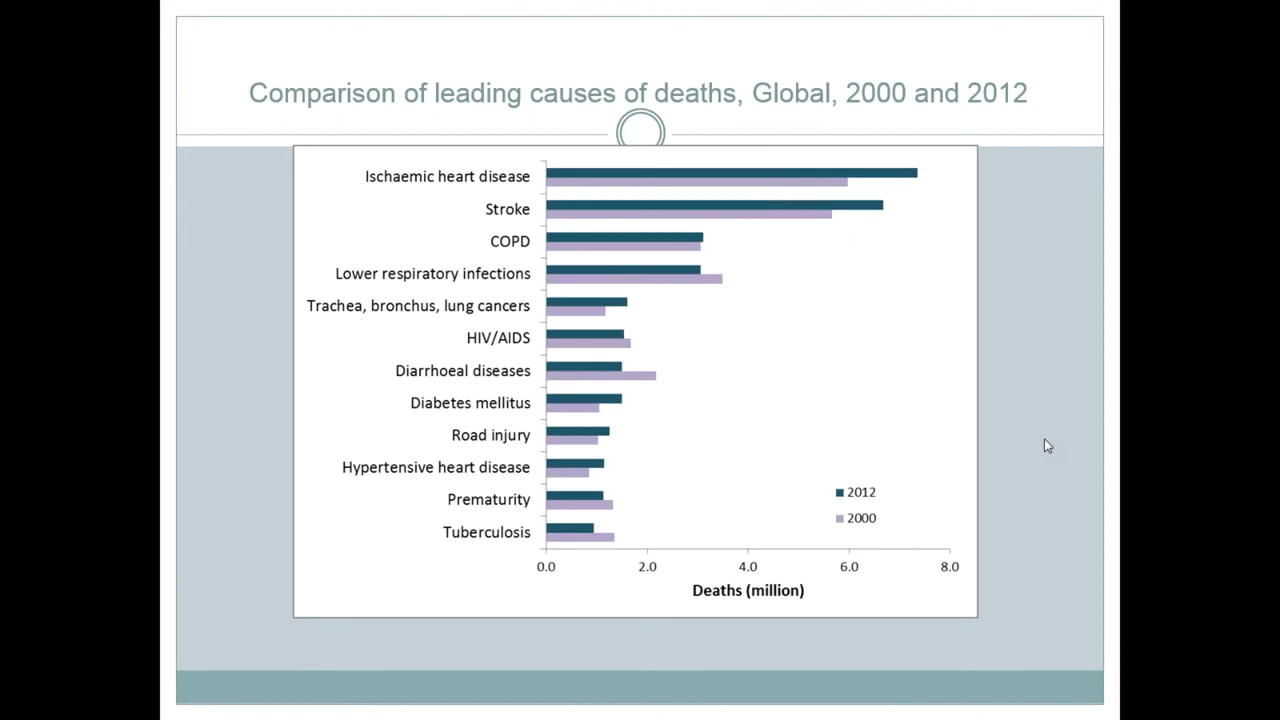 Comparison of leading causes of deaths, Global, 2000 and 2012
Ischaemic heart disease
Stroke
COPD
Lower respiratory infections
Trachea, bronchus, lung cancers
HIV/AIDS
Diarrhoeal diseases
Diabetes mellitus
Road injury
Hypertensive heart disease
Prematurity
Tuberculosis
2012
2000
0.0 2.0 4.0 6.0 8.0
Deaths (million)